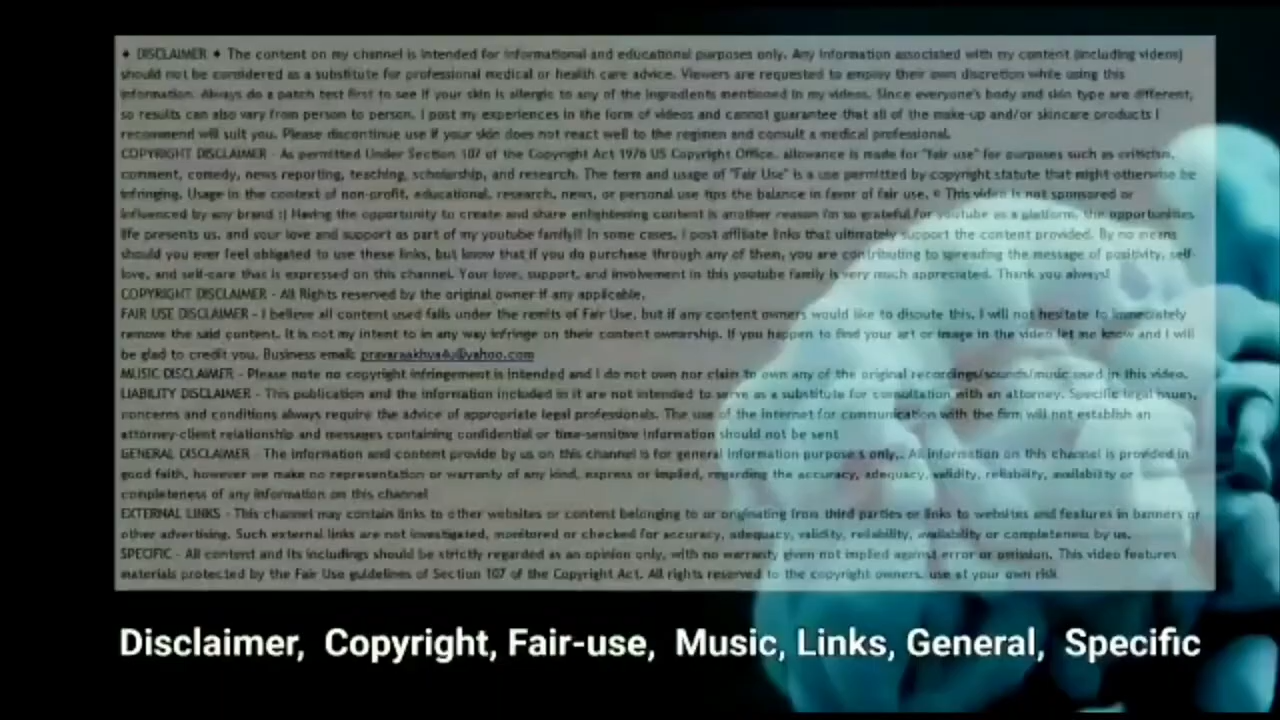 ✦ DISCLAIMER ✦ The content on my channel is intended for informational and educational purposes only. Any information associated with my content (including videos)
should not be considered as a substitute for professional medical or health care advice. Viewers are requested to employ their own discretion while using this
information. Always do a patch test first to see if your skin is allergic to any of the ingredients mentioned in my videos. Since everyone's body and skin type are different,
so results can also vary from person to person. I post my experiences in the form of videos and cannot guarantee that all of the make-up and/or skincare products I
recommend will suit you. Please discontinue use if your skin does not react well to the regimen and consult a medical professional.
COPYRIGHT DISCLAIMER - As permitted Under Section 107 of the Copyright Act 1976 US Copyright Office, allowance is made for "fair use" for purposes such as criticism,
comment, comedy, news reporting, teaching, scholarship, and research. The term and usage of "Fair Use" is a use permitted by copyright statute that might otherwise be
infringing. Usage in the context of non-profit, educational, research, news, or personal use tips the balance in favor of fair use. © This video is not sponsored or
influenced by any brand :) Having the opportunity to create and share enlightening content is another reason I'm so grateful for youtube as a platform, the opportunities
life presents us, and your love and support as part of my youtube family!! In some cases, I post affiliate links that ultimately support the content provided. By no means
should you ever feel obligated to use these links, but know that if you do purchase through any of them, you are contributing to spreading the message of positivity, self-
love, and self-care that is expressed on this channel. Your love, support, and involvement in this youtube family is very much appreciated. Thank you always!
COPYRIGHT DISCLAIMER - All Rights reserved by the original owner if any applicable.
FAIR USE DISCLAIMER - I believe all content used falls under the remits of Fair Use, but if any content owners would like to dispute this, I will not hesitate to immediately
remove the said content. It is not my intent to in any way infringe on their content ownership. If you happen to find your art or image in the video let me know and I will
be glad to credit you. Business email: pravaraakhya4u@yahoo.com
MUSIC DISCLAIMER - Please note no copyright infringement is intended and I do not own nor claim to own any of the original recordings/sounds/music used in this video.
LIABILITY DISCLAIMER - This publication and the information included in it are not intended to serve as a substitute for consultation with an attorney. Specific legal issues,
concerns and conditions always require the advice of appropriate legal professionals. The use of the internet for communication with the firm will not establish an
attorney-client relationship and messages containing confidential or time-sensitive information should not be sent
GENERAL DISCLAIMER - The information and content provide by us on this channel is for general information purpose s only,. All information on this channel is provided in
good faith, however we make no representation or warranty of any kind, express or implied, regarding the accuracy, adequacy, validity, reliability, availability or
completeness of any information on this channel
EXTERNAL LINKS - This channel may contain links to other websites or content belonging to or originating from third parties or links to websites and features in banners or
other advertising. Such external links are not investigated, monitored or checked for accuracy, adequacy, validity, reliability, availability or completeness by us.
SPECIFIC - All content and its includings should be strictly regarded as an opinion only, with no warranty given not implied against error or omission. This video features
materials protected by the Fair Use guidelines of Section 107 of the Copyright Act. All rights reserved to the copyright owners. use at your own risk
Disclaimer, Copyright, Fair-use, Music, Links, General, Specific